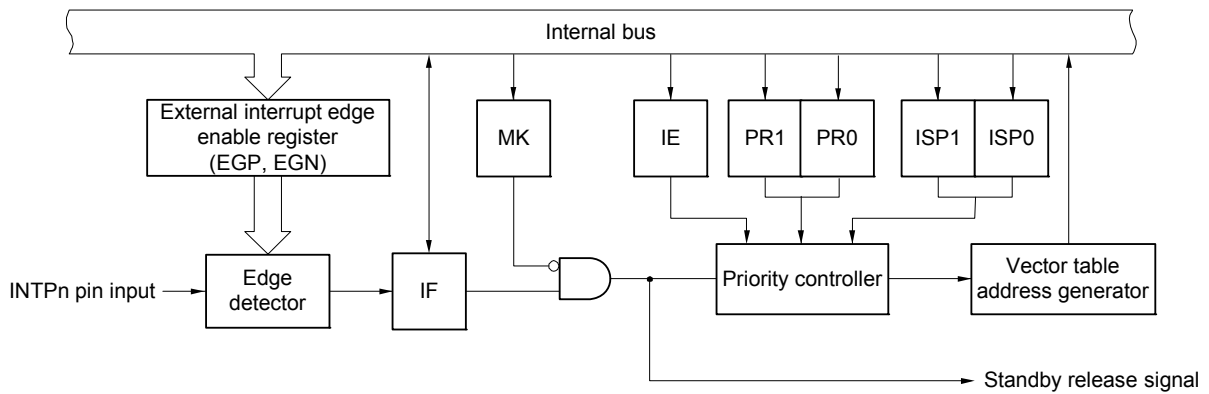 Internal bus
External interrupt edge
enable register
(EGP, EGN)
MK
IE
PR1
PR0
ISP1
ISP0
INTPn pin input
Edge
detector
IF
Priority controller
Vector table
address generator
Standby release signal